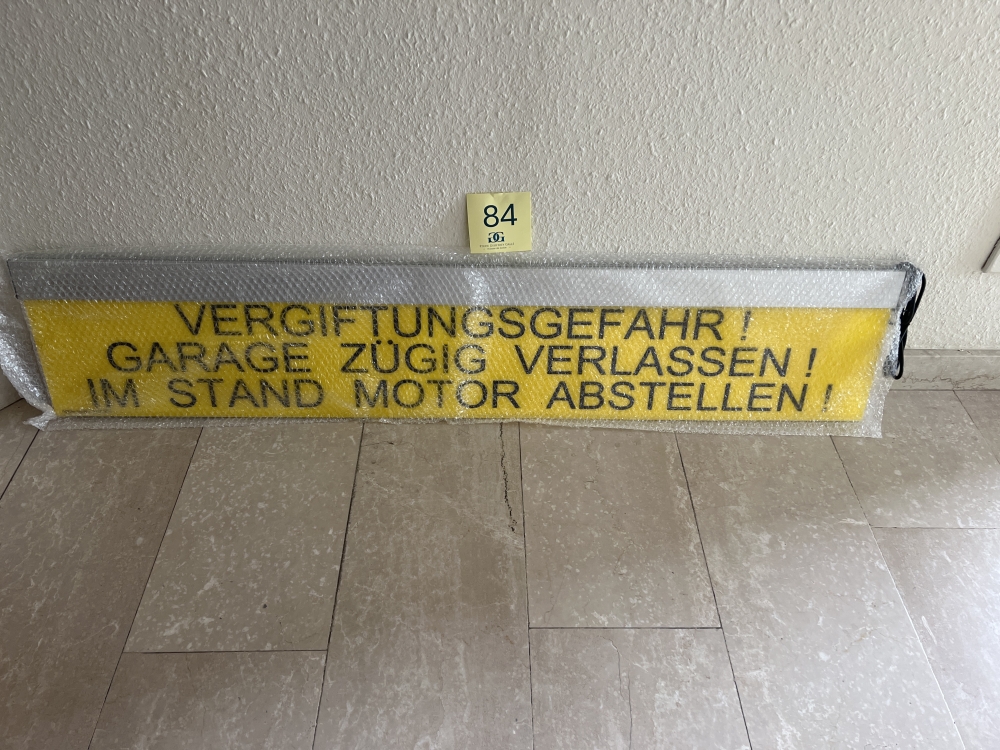 84
VERGIFTUNGSGEFAHR !
GARAGE ZÜGIG VERLASSEN !
IM STAND MOTOR ABSTELLEN !